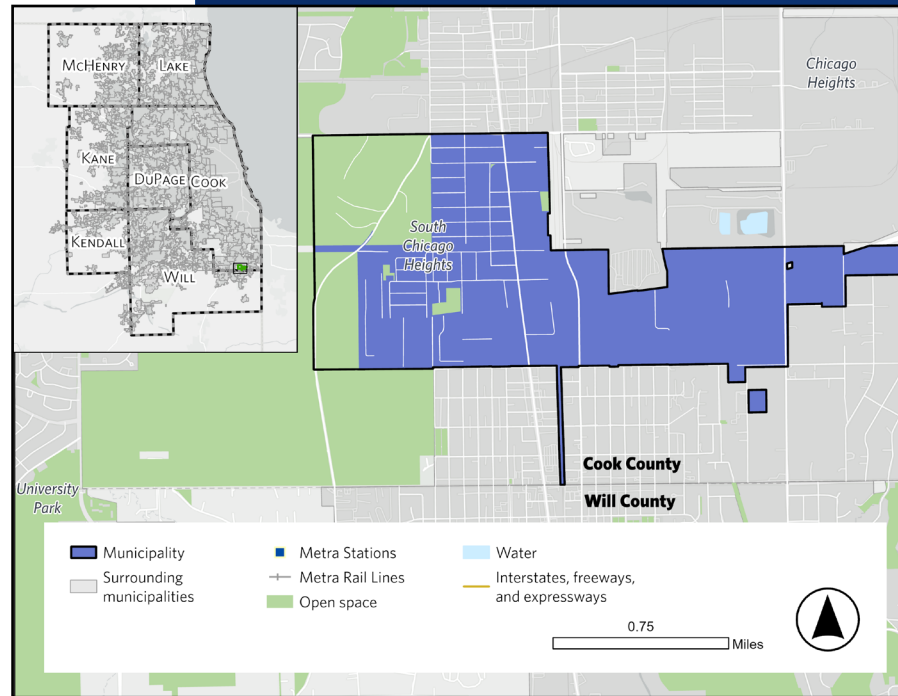 MCHENRY
LAKE
KANE
DUPAGE
COOK
KENDALL
WILL
Chicago
Heights
South
Chicago
Heights
Cook County
Will County
University
Park
Municipality
Surrounding
municipalities
Metra Stations
Metra Rail Lines
Open space
Water
Interstates, freeways,
and expressways
0.75
Miles